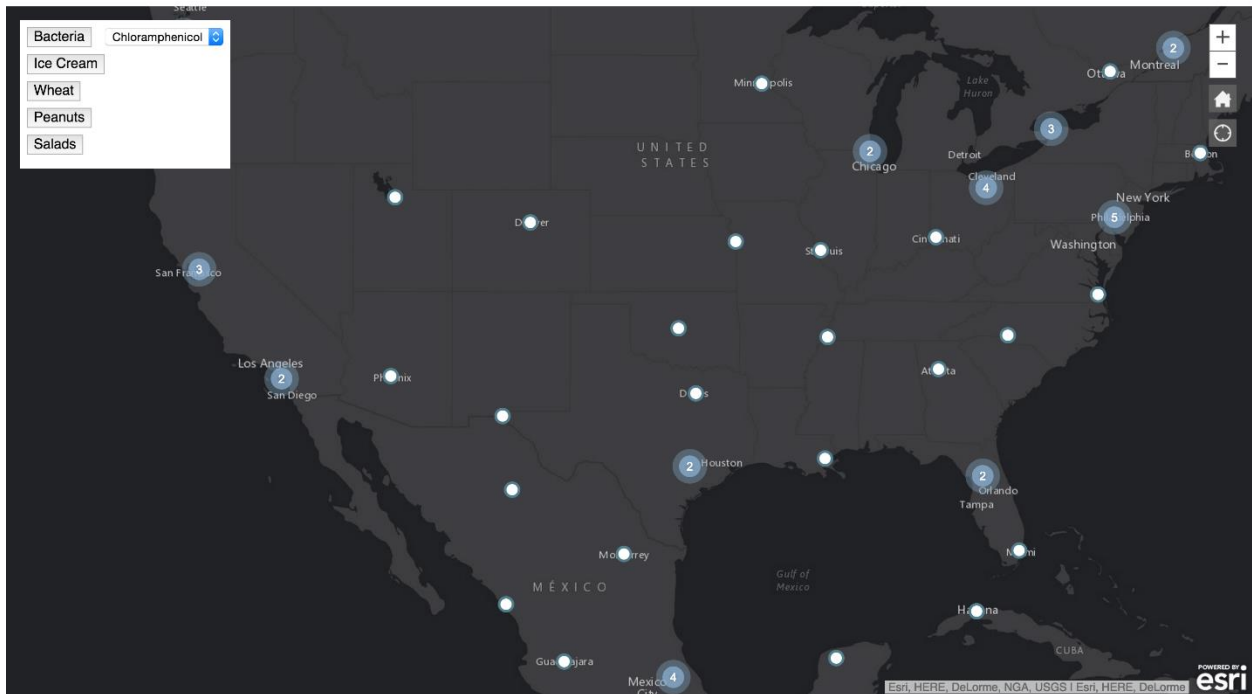 Seattle
Bacteria
Chloramphenicol
Ice Cream
Wheat
Peanuts
Salads
+
−
2
Montreal
Ottawa
Lake
Huron
Minneapolis
3
UNITED
STATES
2
Chicago
Detroit
Boston
Cleveland
4
New York
5
Philadelphia
Washington
Denver
St Louis
Cincinnati
3
San Francisco
Los Angeles
2
San Diego
Phoenix
Atlanta
Dallas
2
Houston
2
Orlando
Tampa
Miami
Monterrey
Gulf of
Mexico
MÉXICO
Havana
CUBA
Guadalajara
4
Mexico
City
POWERED BY
esri
Esri, HERE, DeLorme, NGA, USGS | Esri, HERE, DeLorme